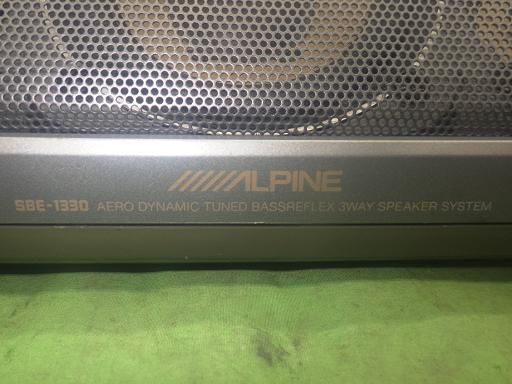 ALPINE
SBE-1330 AERO DYNAMIC TUNED BASSREFLEX 3WAY SPEAKER SYSTEM